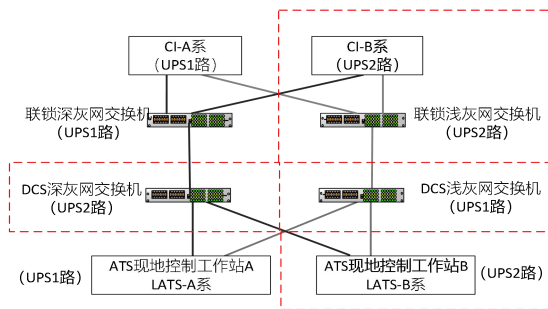 CI-A系
（UPS1路）
CI-B系
（UPS2路）
联锁深灰网交换机
（UPS1路）
联锁浅灰网交换机
（UPS2路）
DCS深灰网交换机
（UPS2路）
DCS浅灰网交换机
（UPS1路）
（UPS1路）
ATS现地控制工作站A
LATS-A系
ATS现地控制工作站B
LATS-B系
（UPS2路）